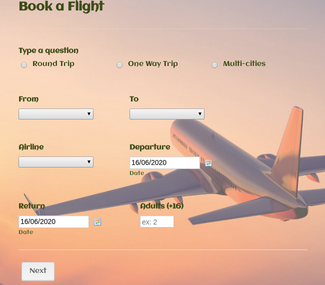 Book a Flight
Type a question
Round Trip One Way Trip Multi-cities
From To
Airline Departure
16/06/2020
Date
Return Adults (+16)
16/06/2020 ex: 2
Date
Next